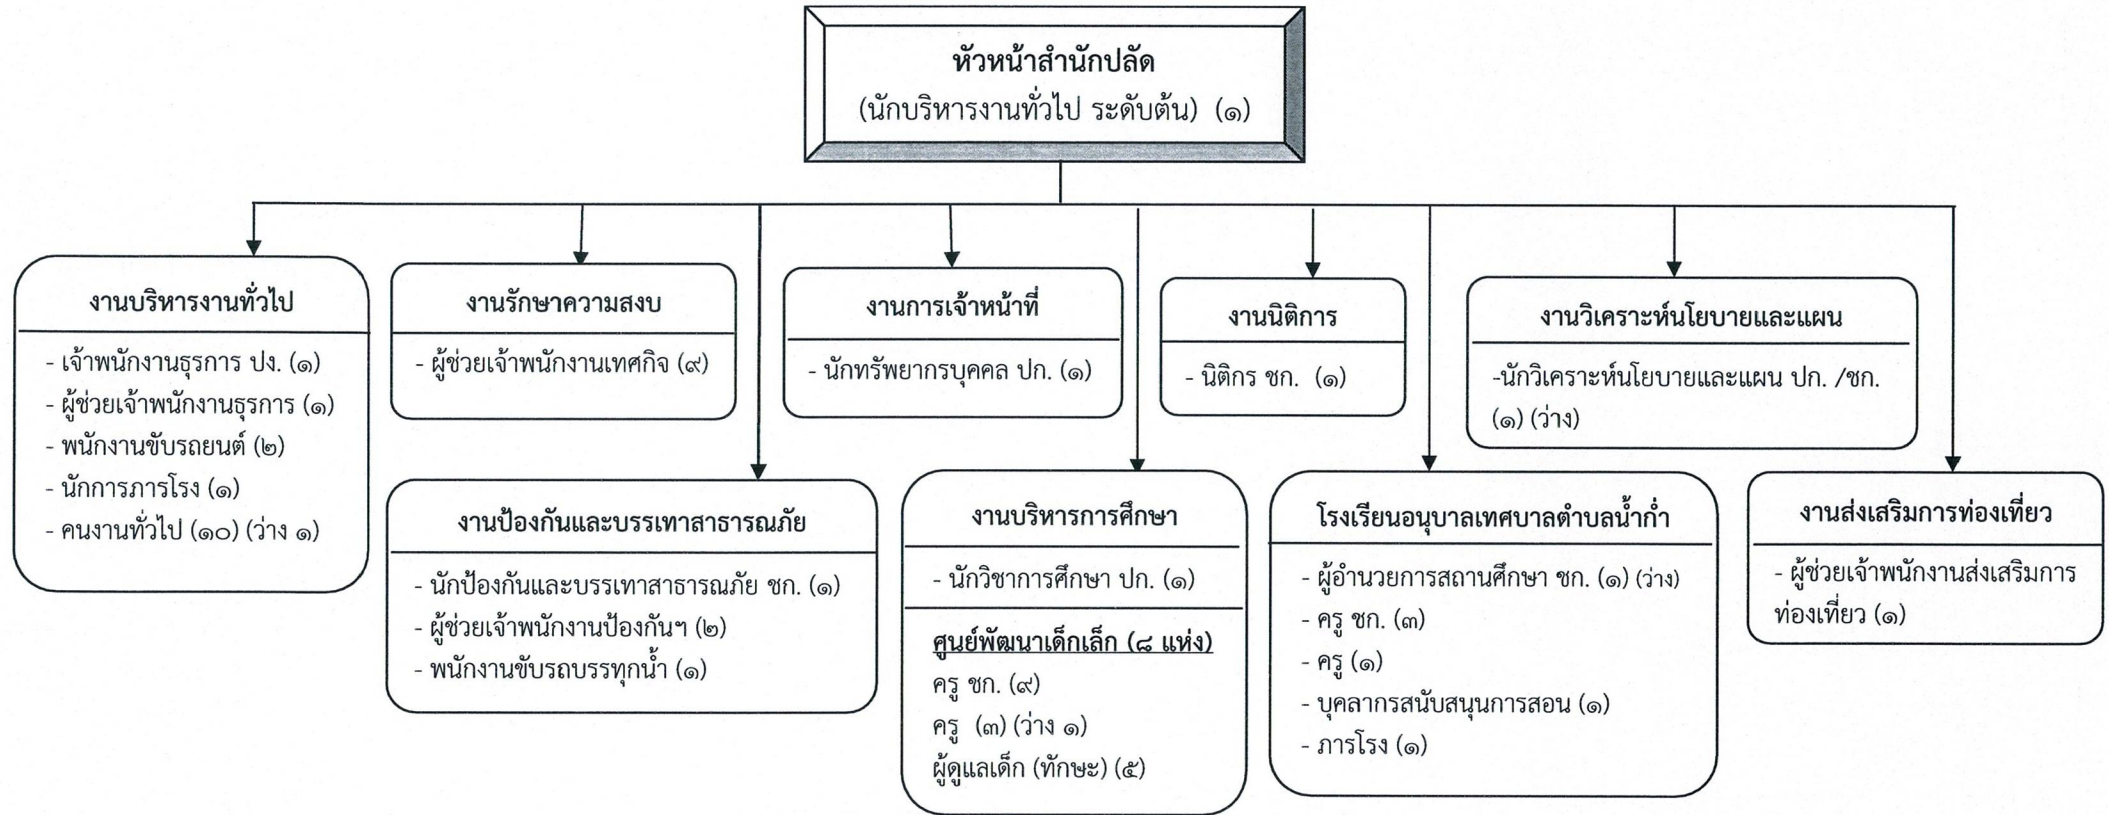 หัวหน้าสำนักปลัด
(นักบริหารงานทั่วไป ระดับต้น) (๑)
งานบริหารงานทั่วไป
- เจ้าพนักงานธุรการ ปง. (๑)
- ผู้ช่วยเจ้าพนักงานธุรการ (๑)
- พนักงานขับรถยนต์ (๒)
- นักการภารโรง (๑)
- คนงานทั่วไป (๑๐) (ว่าง ๑)
งานรักษาความสงบ
- ผู้ช่วยเจ้าพนักงานเทศกิจ (๙)
งานการเจ้าหน้าที่
- นักทรัพยากรบุคคล ปก. (๑)
งานนิติการ
- นิติกร ชก. (๑)
งานวิเคราะห์นโยบายและแผน
-นักวิเคราะห์นโยบายและแผน ปก. /ชก.
(๑) (ว่าง)
งานป้องกันและบรรเทาสาธารณภัย
- นักป้องกันและบรรเทาสาธารณภัย ชก. (๑)
- ผู้ช่วยเจ้าพนักงานป้องกันฯ (๒)
- พนักงานขับรถบรรทุกน้ำ (๑)
งานบริหารการศึกษา
- นักวิชาการศึกษา ปก. (๑)
ศูนย์พัฒนาเด็กเล็ก (๘ แห่ง)
ครู ชก. (๙)
ครู (๓) (ว่าง ๑)
ผู้ดูแลเด็ก (ทักษะ) (๕)
โรงเรียนอนุบาลเทศบาลตำบลน้ำก่ำ
- ผู้อำนวยการสถานศึกษา ชก. (๑) (ว่าง)
- ครู ชก. (๓)
- ครู (๑)
- บุคลากรสนับสนุนการสอน (๑)
- ภารโรง (๑)
งานส่งเสริมการท่องเที่ยว
- ผู้ช่วยเจ้าพนักงานส่งเสริมการ
ท่องเที่ยว (๑)